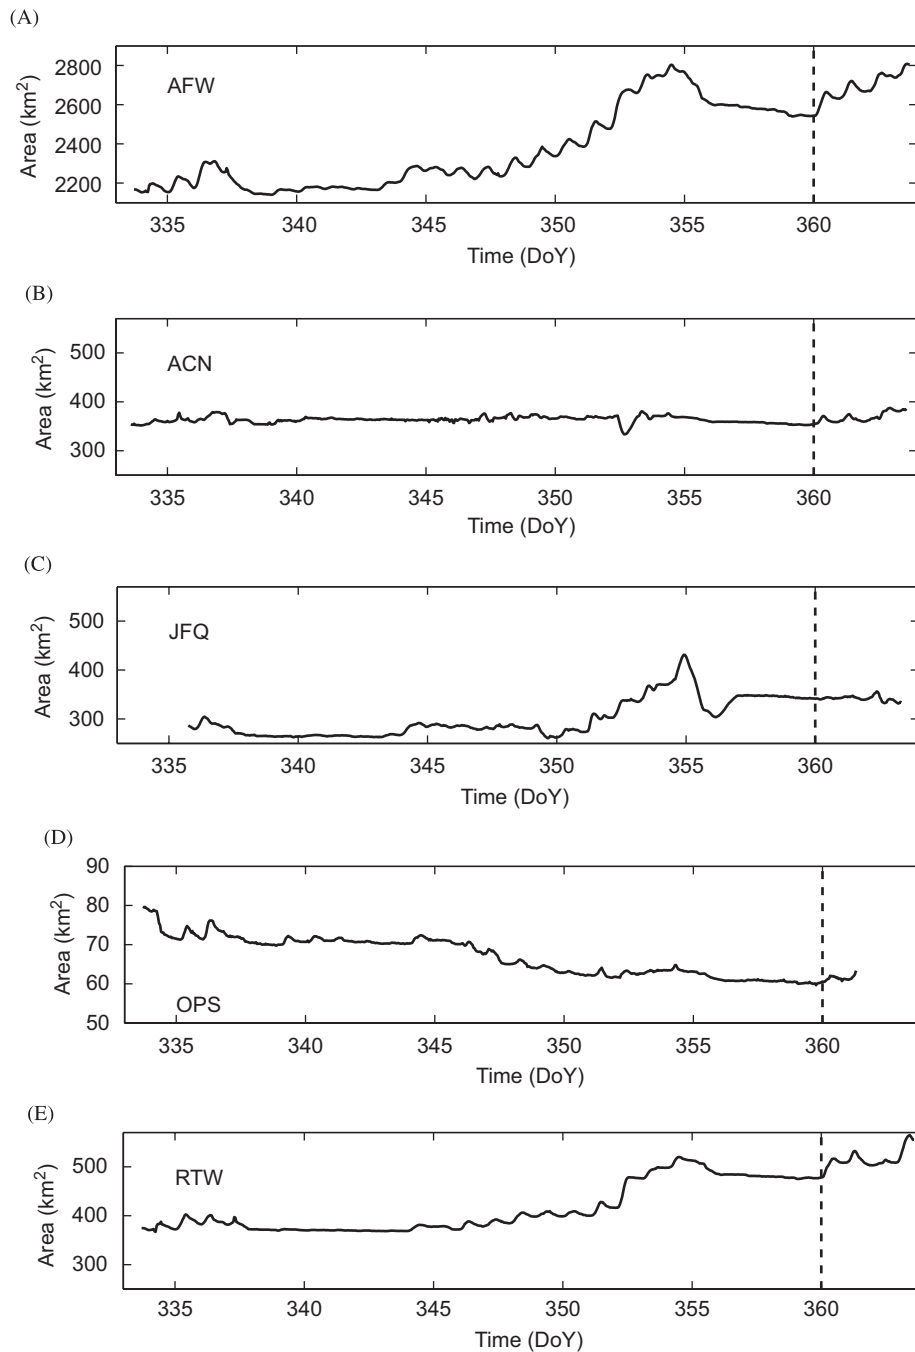 (A)
2800
2600
2400
2200
Area (km²)
AFW
335 340 345 350 355 360
Time (DoY)
(B)
500
400
300
Area (km²)
ACN
335 340 345 350 355 360
Time (DoY)
(C)
500
400
300
Area (km²)
JFQ
335 340 345 350 355 360
Time (DoY)
(D)
90
80
70
60
50
Area (km²)
OPS
335 340 345 350 355 360
Time (DoY)
(E)
500
400
300
Area (km²)
RTW
335 340 345 350 355 360
Time (DoY)